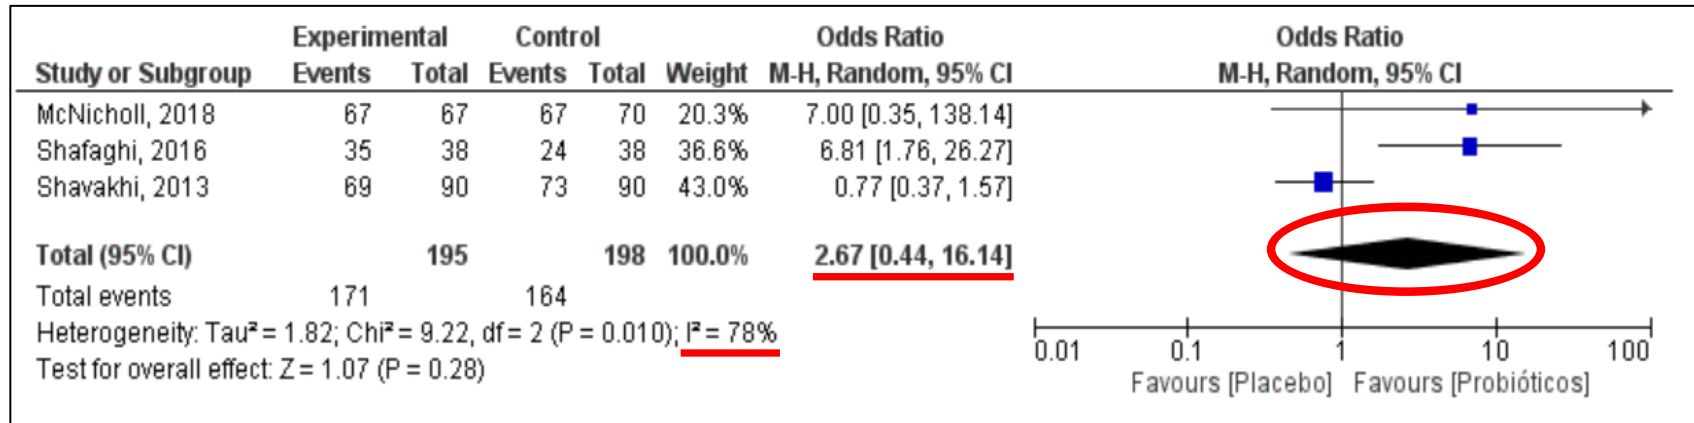 Experimental Control Odds Ratio Odds Ratio
Study or Subgroup Events Total Events Total Weight M-H, Random, 95% CI M-H, Random, 95% CI
McNicholl, 2018 67 67 67 70 20.3% 7.00 [0.35, 138.14]
Shafaghi, 2016 35 38 24 38 36.6% 6.81 [1.76, 26.27]
Shavakhi, 2013 69 90 73 90 43.0% 0.77 [0.37, 1.57]
Total (95% CI) 195 198 100.0% 2.67 [0.44, 16.14]
Total events 171 164
Heterogeneity: Tau² = 1.82; Chi² = 9.22, df = 2 (P = 0.010); I² = 78%
Test for overall effect: Z = 1.07 (P = 0.28)
0.01 0.1 1 10 100
Favours [Placebo] Favours [Probióticos]